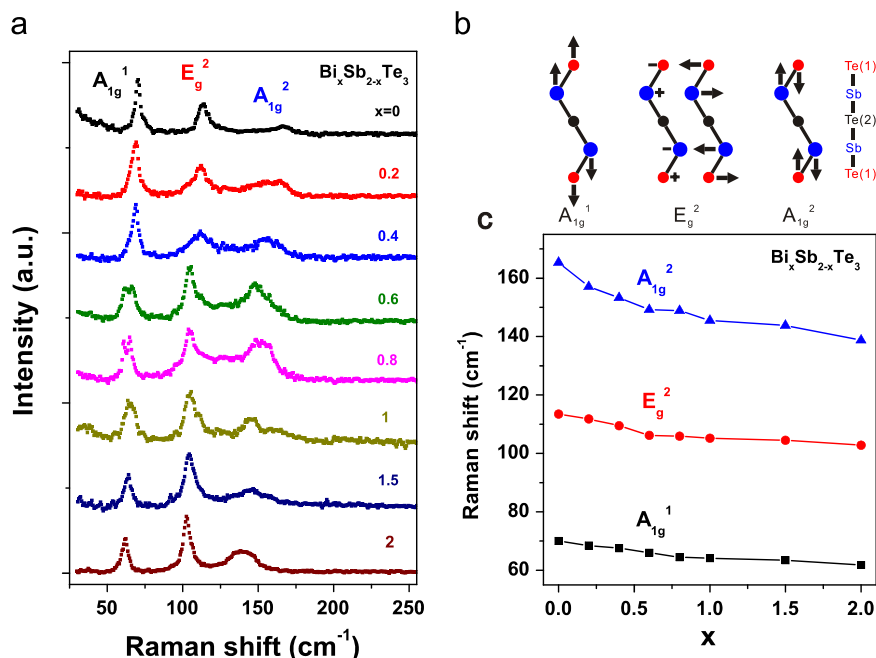 a
A₁g¹
E_g²
A₁g²
BiₓSb₂₋ₓTe₃
x=0
0.2
0.4
0.6
0.8
1
1.5
2
Intensity (a.u.)
50 100 150 200 250
Raman shift (cm⁻¹)
b
− +
− +
Te(1)
Sb
Te(2)
Sb
Te(1)
A₁g¹ E_g² A₁g²
c
BiₓSb₂₋ₓTe₃
A₁g²
E_g²
A₁g¹
160
140
120
100
80
60
Raman shift (cm⁻¹)
0.0 0.5 1.0 1.5 2.0
x